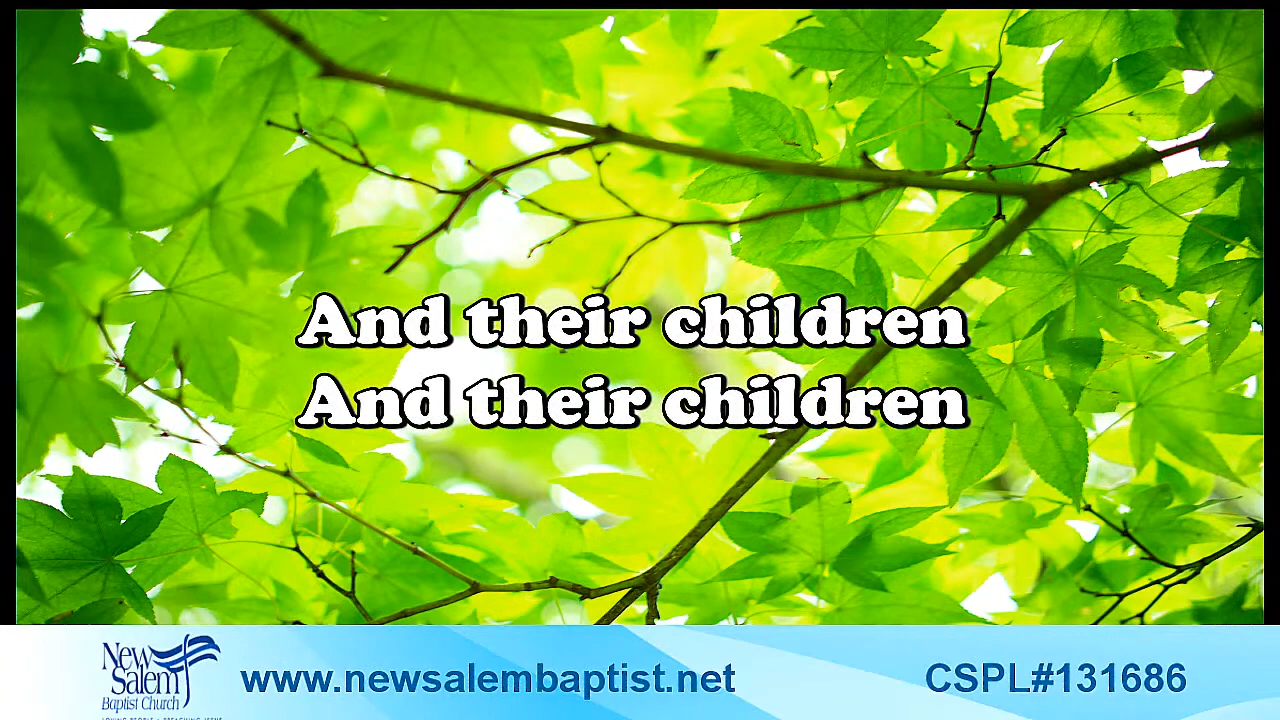 And their children
And their children
New
Salem
Baptist Church
www.newsalembaptist.net
CSPL#131686